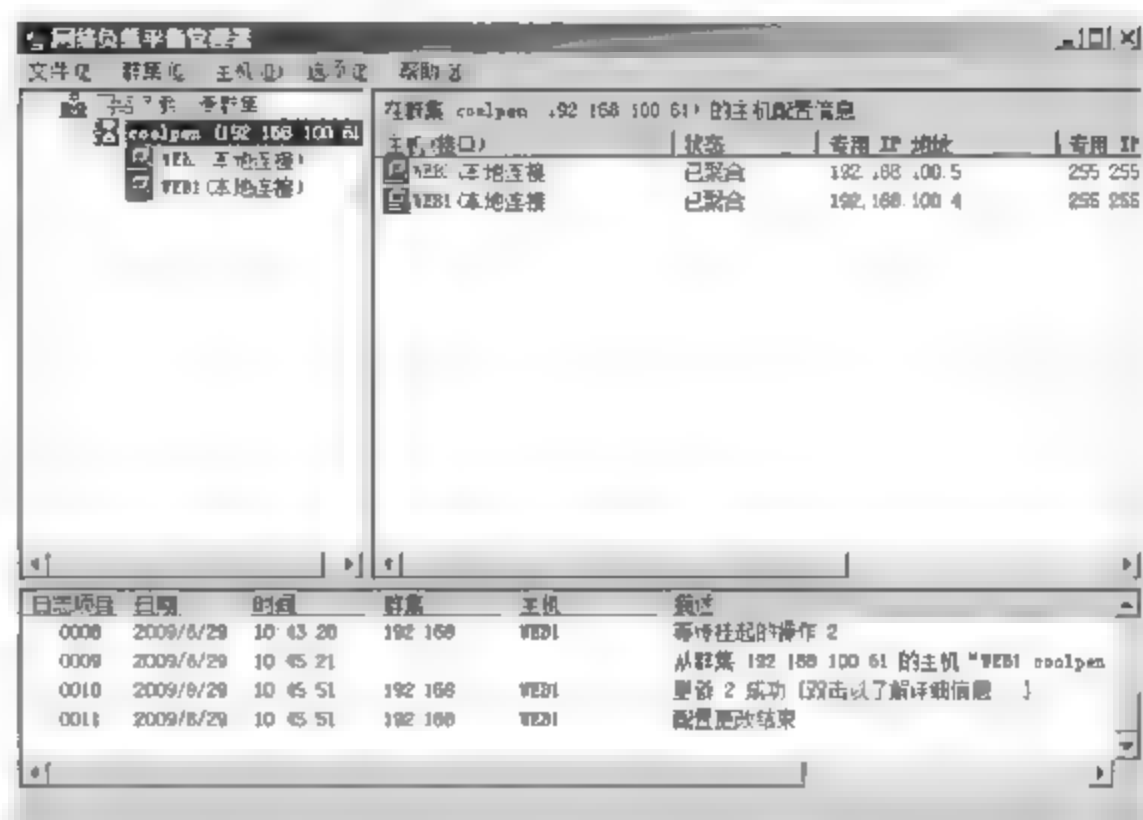 网络负载平衡管理器
文件 群集 主机 选项 帮助
群集
coolpen (192 168 100 61
WEB 本地连接)
WEB1(本地连接)
在群集 coolpen 192 168 100 61) 的主机配置信息
主机(接口) 状态 专用 IP 地址 专用 IP
WEB 本地连接 已聚合 192.168.100.5 255 255
WEB1(本地连接 已聚合 192.168.100.4 255 255
日志项目 日期 时间 群集 主机 描述
0008 2009/8/29 10 43 20 192 168 WEB1 等待挂起的操作 2
0009 2009/8/29 10 45 21 从群集 192 168 100 61 的主机 "WEB1 coolpen
0010 2009/8/29 10 45 51 192 168 WEB1 更新 2 成功 [双击以了解详细信息 ]
0011 2009/8/29 10 45 51 192 168 WEB1 配置更改结束